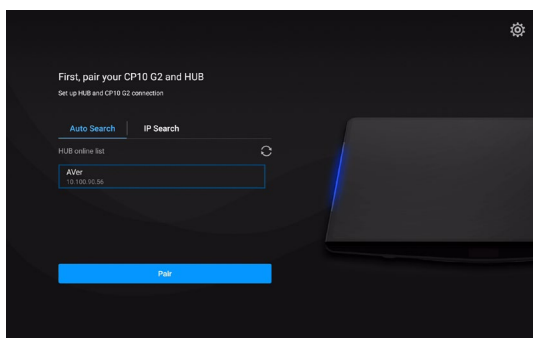 First, pair your CP10 G2 and HUB
Set up HUB and CP10 G2 connection
Auto Search
IP Search
HUB online list
AVer
10.100.90.56
Pair